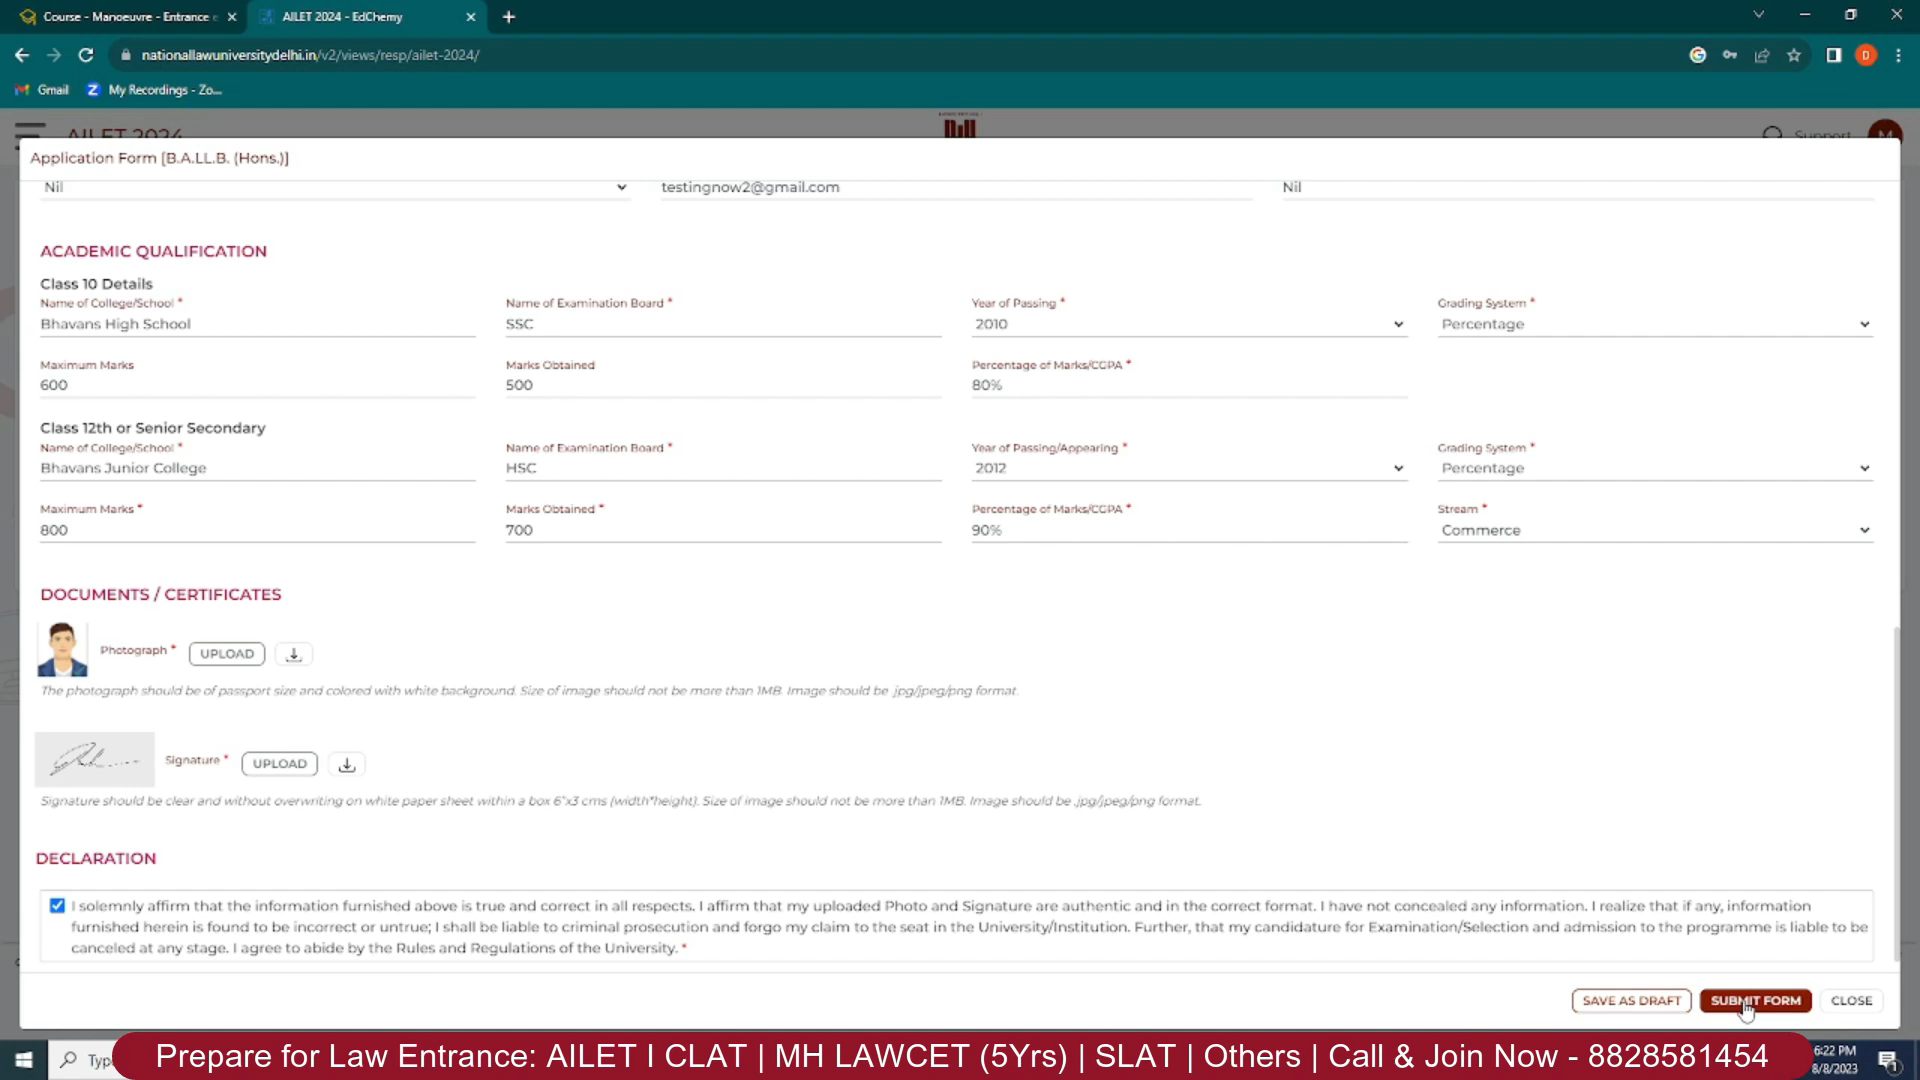 Course - Manoeuvre - Entrance e
AILET 2024 - EdChemy
nationallawuniversitydelhi.in/v2/views/resp/ailet-2024/
D
Gmail
My Recordings - Zo...
AILET 2024
Support
M
Application Form [B.A.LL.B. (Hons.)]
Nil
testingnow2@gmail.com
Nil
ACADEMIC QUALIFICATION
Class 10 Details
Name of College/School *
Name of Examination Board *
Year of Passing *
Grading System *
Bhavans High School
SSC
2010
Percentage
Maximum Marks
Marks Obtained
Percentage of Marks/CGPA *
600
500
80%
Class 12th or Senior Secondary
Name of College/School *
Name of Examination Board *
Year of Passing/Appearing *
Grading System *
Bhavans Junior College
HSC
2012
Percentage
Maximum Marks *
Marks Obtained *
Percentage of Marks/CGPA *
Stream *
800
700
90%
Commerce
DOCUMENTS / CERTIFICATES
Photograph *
UPLOAD
The photograph should be of passport size and colored with white background. Size of image should not be more than 1MB. Image should be .jpg/jpeg/png format.
Signature *
UPLOAD
Signature should be clear and without overwriting on white paper sheet within a box 6"x3 cms (width*height). Size of image should not be more than 1MB. Image should be .jpg/jpeg/png format.
DECLARATION
I solemnly affirm that the information furnished above is true and correct in all respects. I affirm that my uploaded Photo and Signature are authentic and in the correct format. I have not concealed any information. I realize that if any, information
furnished herein is found to be incorrect or untrue; I shall be liable to criminal prosecution and forgo my claim to the seat in the University/Institution. Further, that my candidature for Examination/Selection and admission to the programme is liable to be
canceled at any stage. I agree to abide by the Rules and Regulations of the University. *
SAVE AS DRAFT
SUBMIT FORM
CLOSE
Typ
Prepare for Law Entrance: AILET I CLAT | MH LAWCET (5Yrs) | SLAT | Others | Call & Join Now - 8828581454
6:22 PM
8/8/2023
1